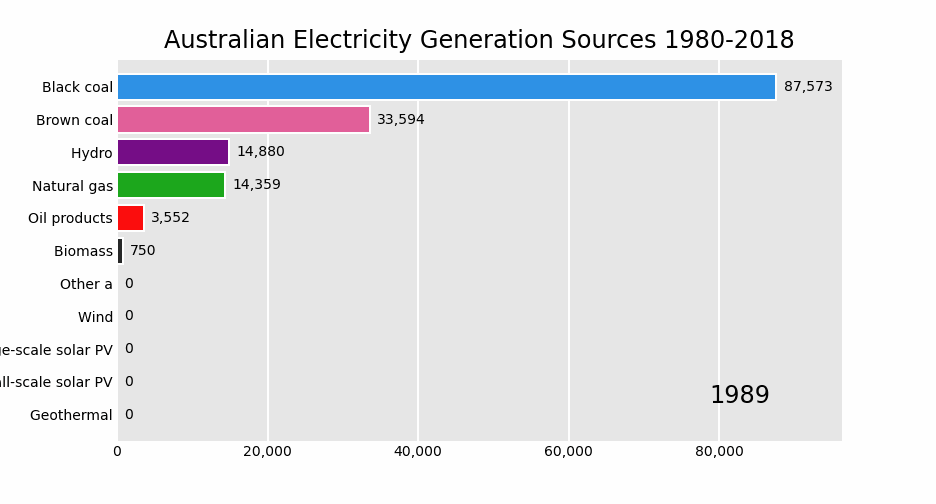 Australian Electricity Generation Sources 1980-2018
Black coal 87,573
Brown coal 33,594
Hydro 14,880
Natural gas 14,359
Oil products 3,552
Biomass 750
Other a 0
Wind 0
ge-scale solar PV 0
all-scale solar PV 0
Geothermal 0
1989
0 20,000 40,000 60,000 80,000